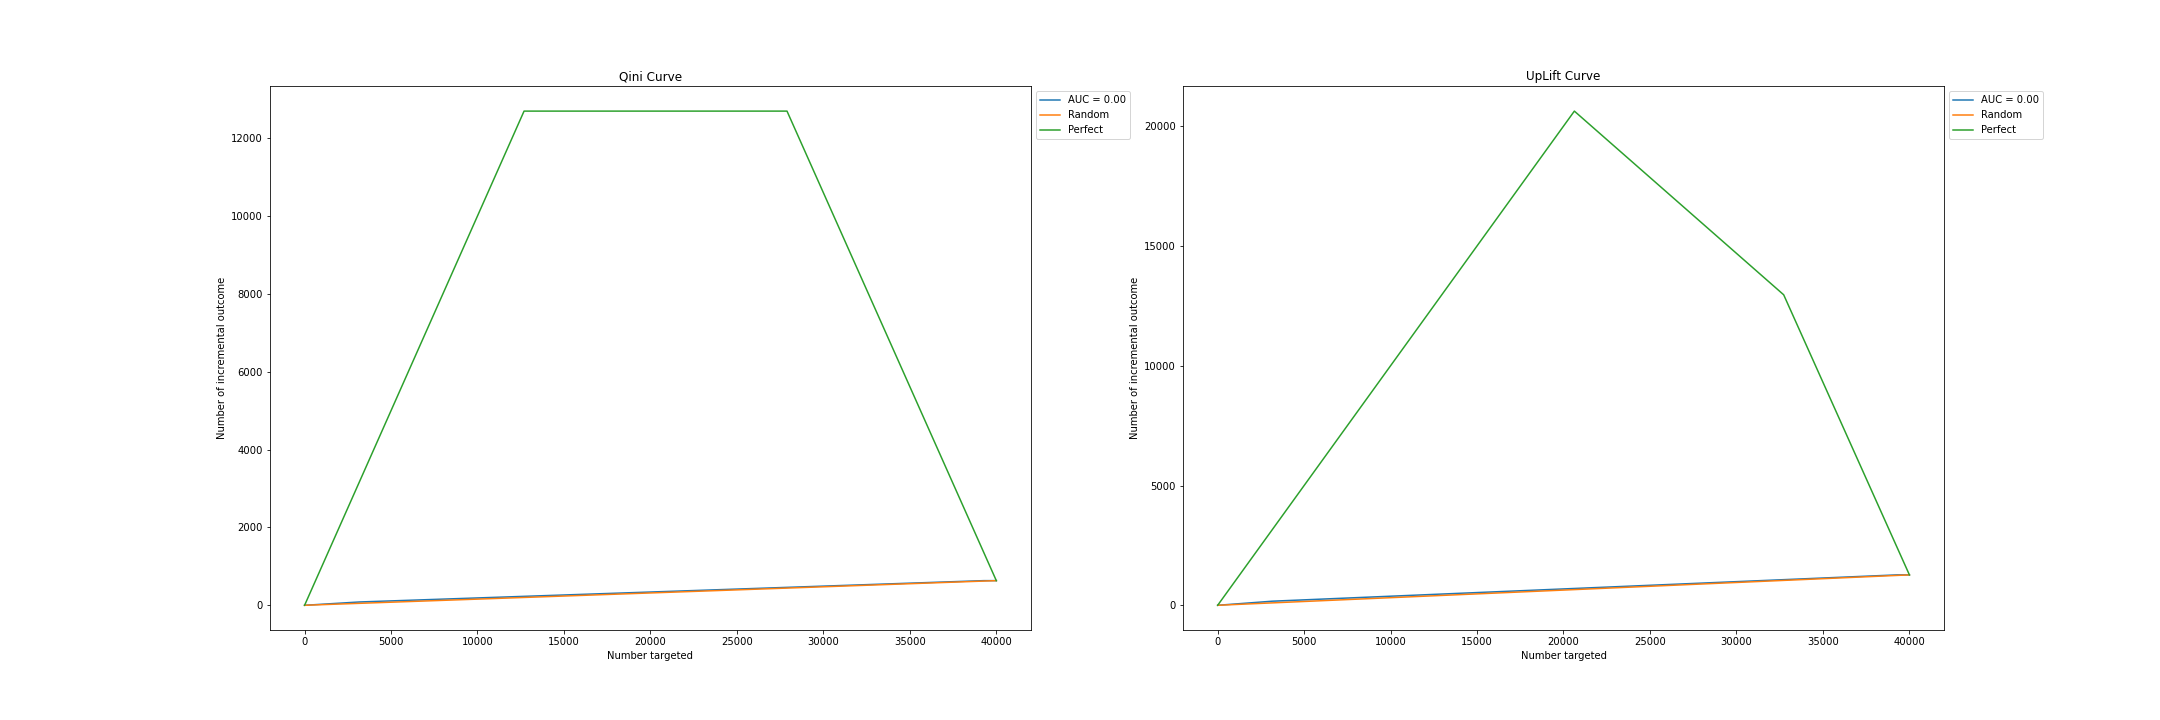 Qini Curve
AUC = 0.00
Random
Perfect
Number of incremental outcome
12000
10000
8000
6000
4000
2000
0
0 5000 10000 15000 20000 25000 30000 35000 40000
Number targeted
UpLift Curve
AUC = 0.00
Random
Perfect
Number of incremental outcome
20000
15000
10000
5000
0
0 5000 10000 15000 20000 25000 30000 35000 40000
Number targeted